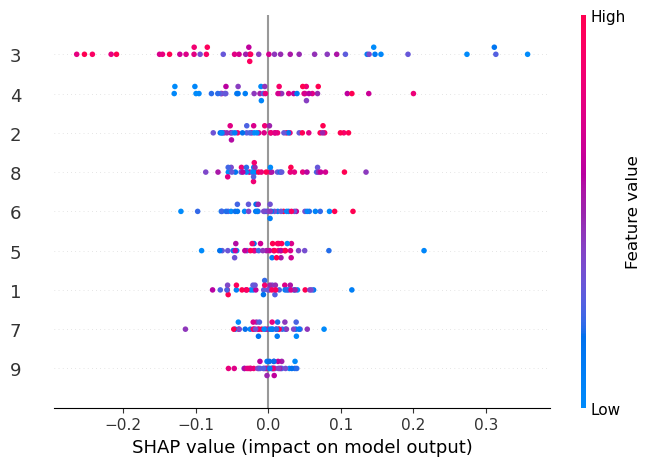 High
3
4
2
8
6
5
1
7
9
Feature value
Low
−0.2 −0.1 0.0 0.1 0.2 0.3
SHAP value (impact on model output)